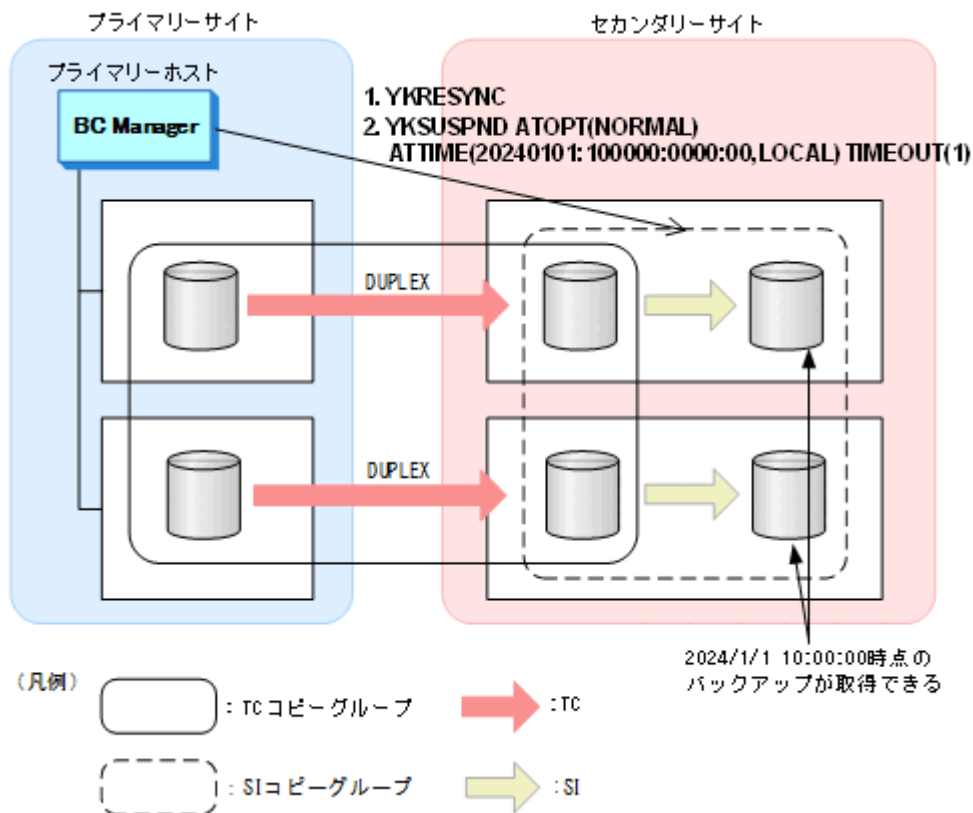 プライマリーサイト
セカンダリーサイト
プライマリーホスト
BC Manager
1. YKRESYNC
2. YKSUSPND ATOPT(NORMAL)
ATTIME(20240101:100000:0000:00,LOCAL) TIMEOUT(1)
DUPLEX
DUPLEX
2024/1/1 10:00:00時点の
バックアップが取得できる
(凡例)
：TCコピーグループ
：TC
：SIコピーグループ
：SI